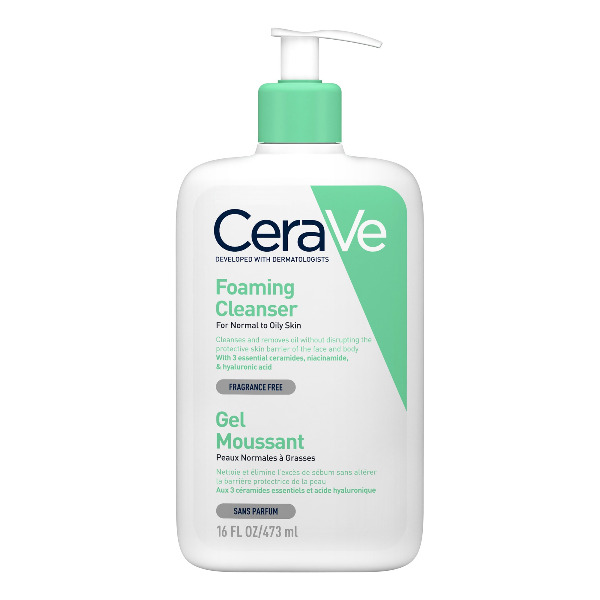 CeraVe
DEVELOPED WITH DERMATOLOGISTS
Foaming
Cleanser
For Normal to Oily Skin
Cleanses and removes oil without disrupting the
protective skin barrier of the face and body
With 3 essential ceramides, niacinamide,
& hyaluronic acid
FRAGRANCE FREE
Gel
Moussant
Peaux Normales à Grasses
Nettoie et élimine l'excès de sébum sans altérer
la barrière protectrice de la peau
Aux 3 céramides essentiels et acide hyaluronique
SANS PARFUM
16 FL OZ/473 ml